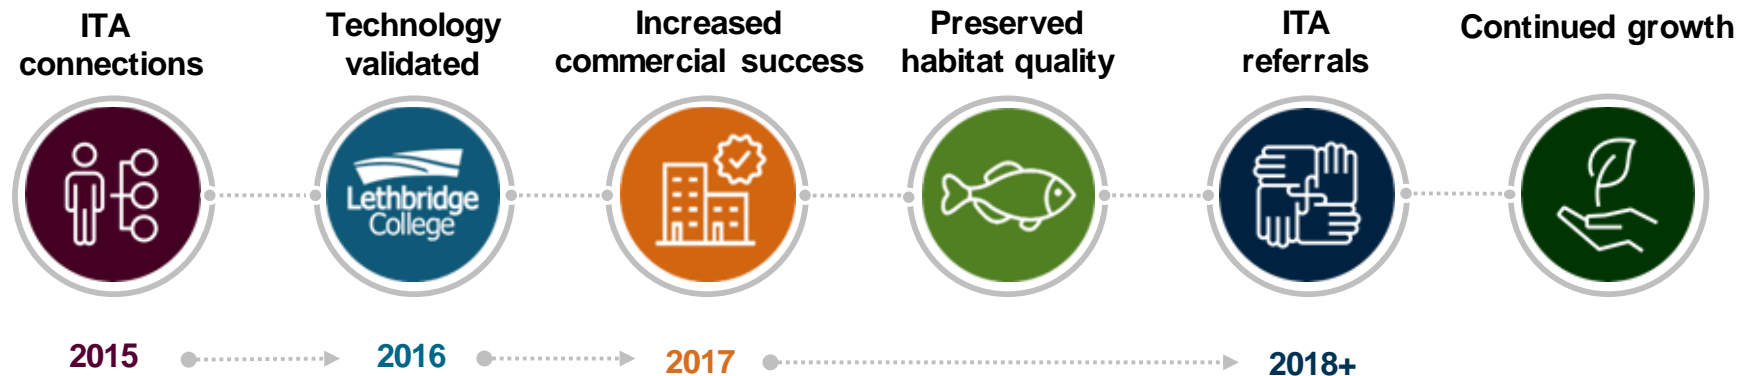 ITA
connections
Technology
validated
Increased
commercial success
Preserved
habitat quality
ITA
referrals
Continued growth
Lethbridge
College
2015
2016
2017
2018+